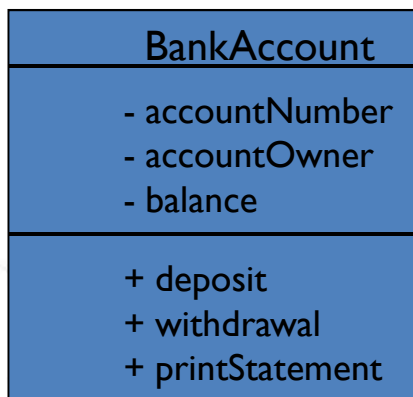 BankAccount
- accountNumber
- accountOwner
- balance
+ deposit
+ withdrawal
+ printStatement